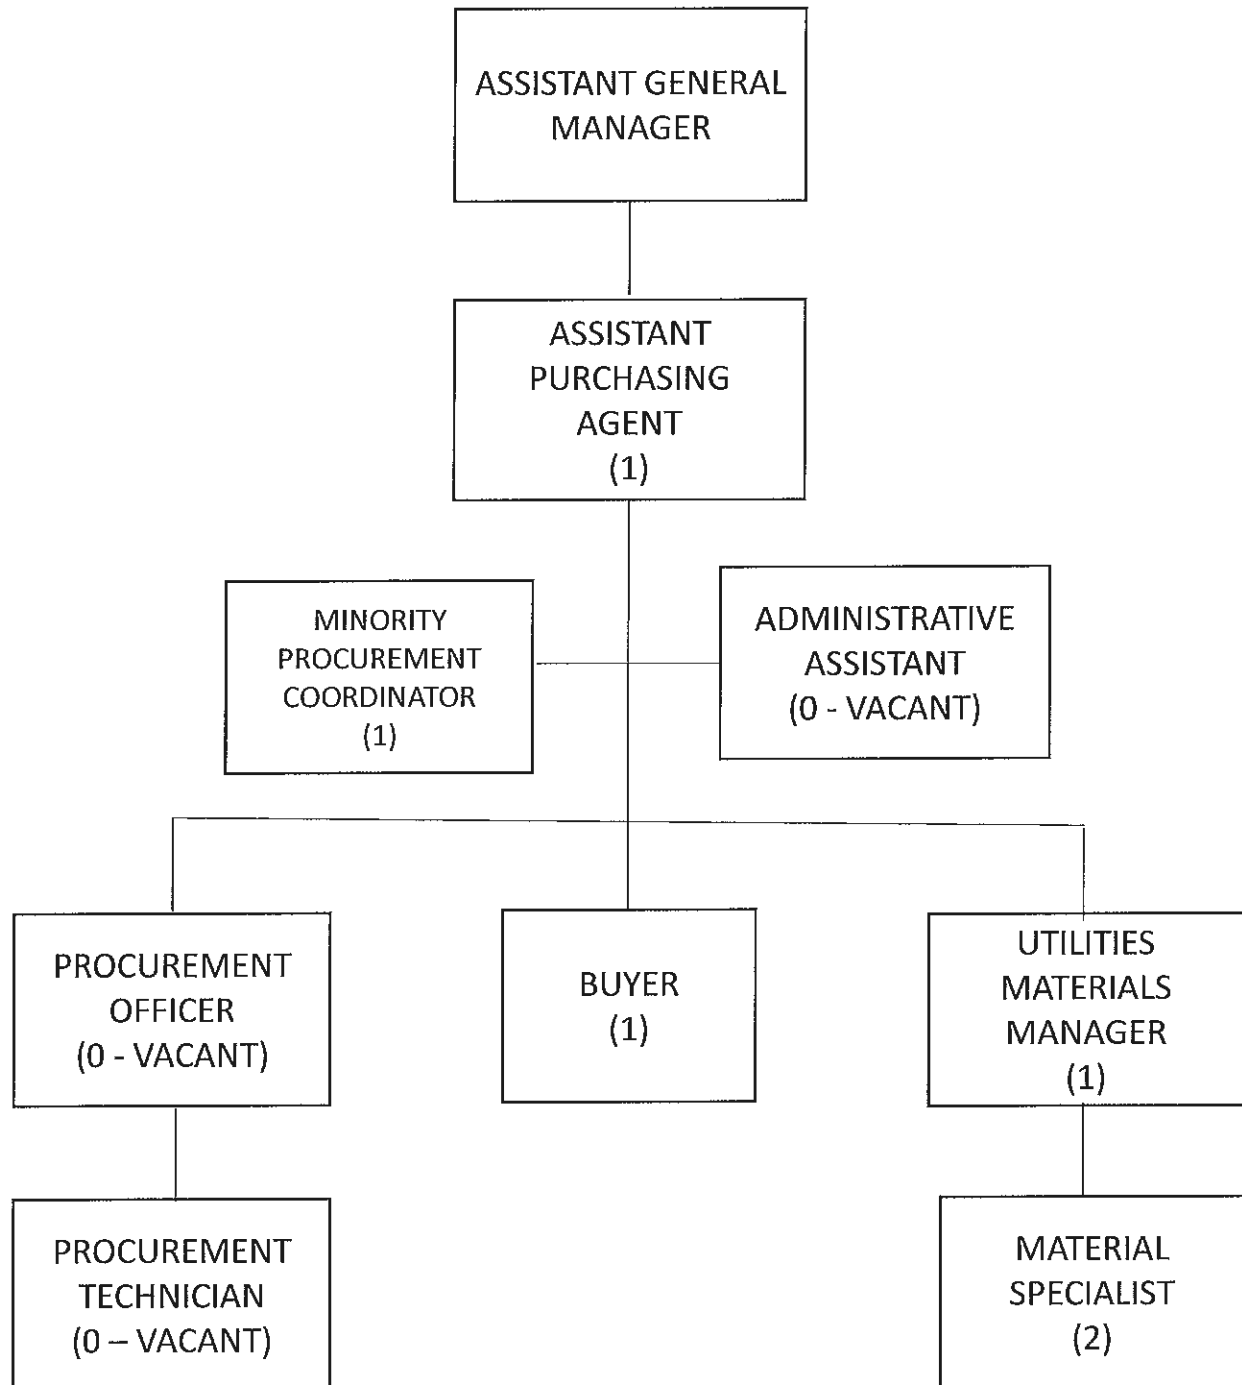 ASSISTANT GENERAL
MANAGER
ASSISTANT
PURCHASING
AGENT
(1)
MINORITY
PROCUREMENT
COORDINATOR
(1)
ADMINISTRATIVE
ASSISTANT
(0 - VACANT)
PROCUREMENT
OFFICER
(0 - VACANT)
BUYER
(1)
UTILITIES
MATERIALS
MANAGER
(1)
PROCUREMENT
TECHNICIAN
(0 – VACANT)
MATERIAL
SPECIALIST
(2)